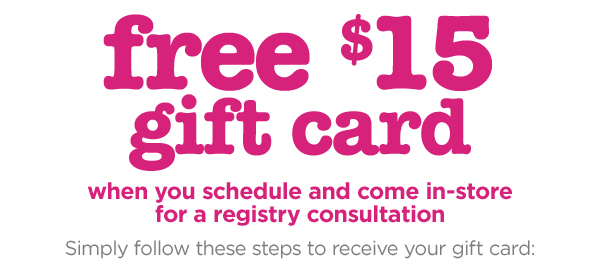 free $15
gift card
when you schedule and come in-store
for a registry consultation
Simply follow these steps to receive your gift card: